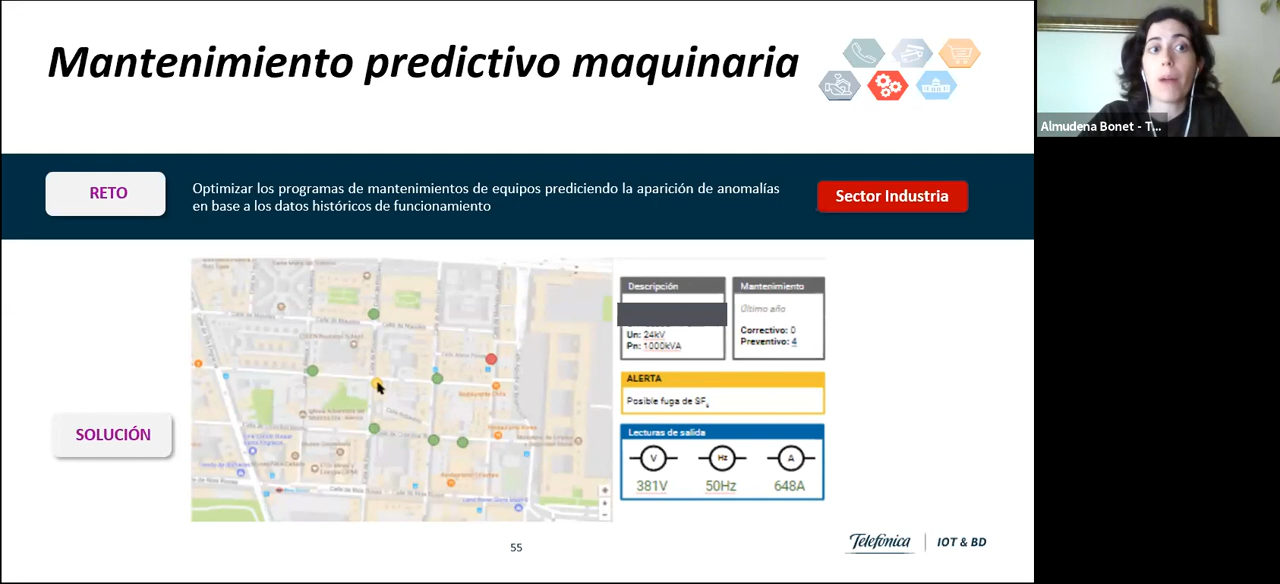 Mantenimiento predictivo maquinaria
Almudena Bonet - T...
RETO
Optimizar los programas de mantenimientos de equipos prediciendo la aparición de anomalías
en base a los datos históricos de funcionamiento
Sector Industria
SOLUCIÓN
Descripción
Un: 24kV
Pn: 1000kVA
Mantenimiento
Último año
Correctivo: 0
Preventivo: 4
ALERTA
Posible fuga de SF₆
Lecturas de salida
V
Hz
A
381V
50Hz
648A
55
Telefónica
IOT & BD